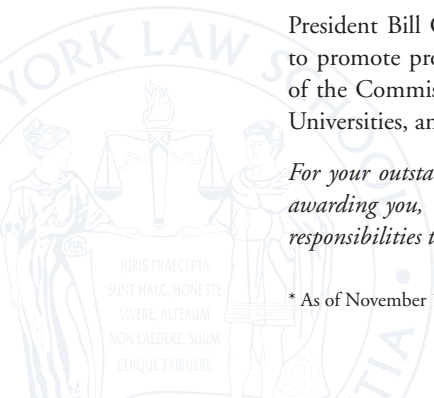 YORK LAW SCHOOL
President Bill
to promote
of the Commis
Universities, an
For your outsta
awarding you,
responsibilities t
* As of November
JURIS PRAECEPTA
SUNT HAEC, HONESTE
VIVERE, ALTERUM
NON LAEDERE, SUUM
CUIQUE TRIBUERE